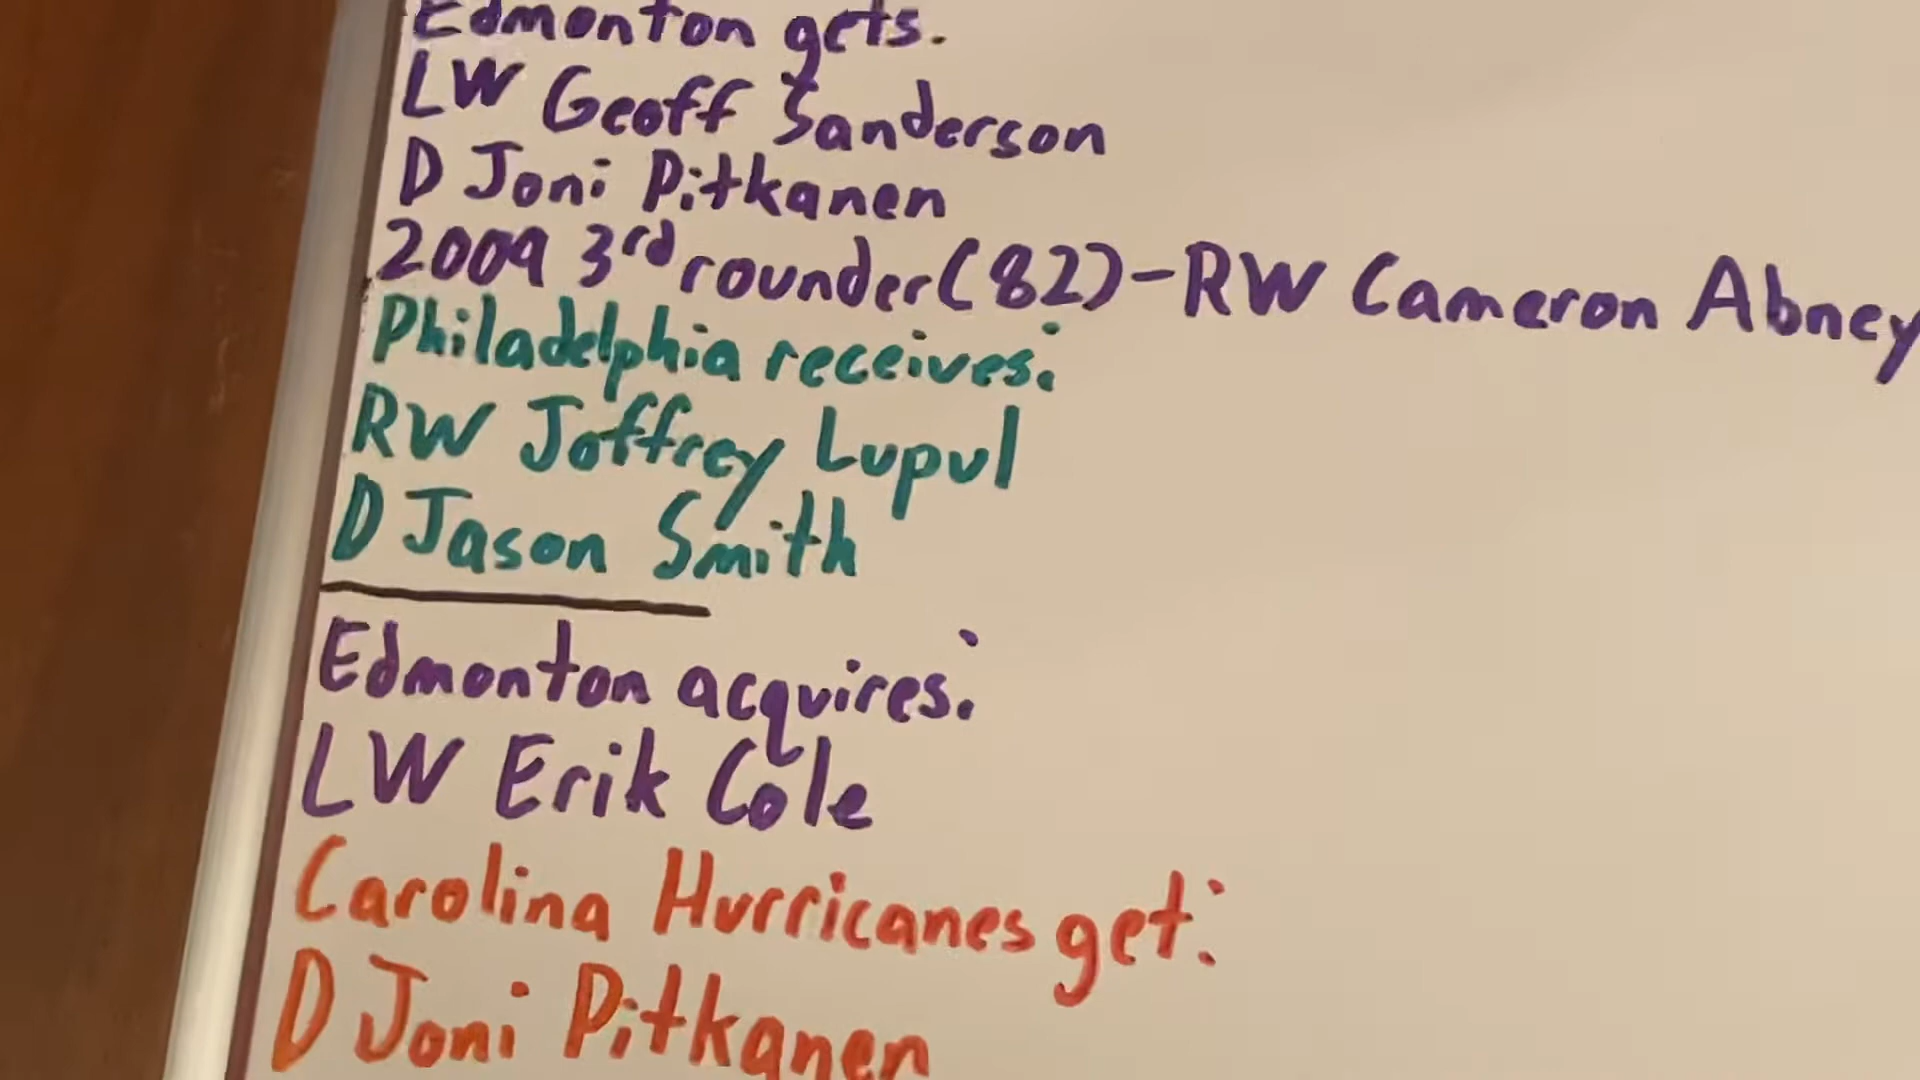 Edmonton gets.
LW Geoff Sanderson
D Joni Pitkanen
2009 3rd rounder(82)-RW Cameron Abney
Philadelphia receives:
RW Joffrey Lupul
D Jason Smith
Edmonton acquires:
LW Erik Cole
Carolina Hurricanes get:
D Joni Pitkanen